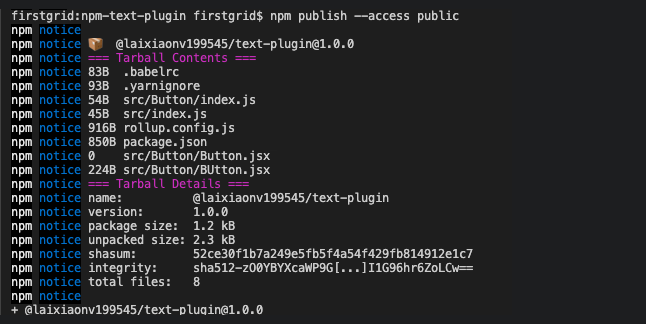 firstgrid:npm-text-plugin firstgrid$ npm publish --access public
npm notice
npm notice 📦  @laixiaonv199545/text-plugin@1.0.0
npm notice === Tarball Contents ===
npm notice 83B  .babelrc
npm notice 93B  .yarnignore
npm notice 54B  src/Button/index.js
npm notice 45B  src/index.js
npm notice 916B rollup.config.js
npm notice 850B package.json
npm notice 0    src/Button/Button.jsx
npm notice 224B src/Button/BUtton.jsx
npm notice === Tarball Details ===
npm notice name:          @laixiaonv199545/text-plugin
npm notice version:       1.0.0
npm notice package size:  1.2 kB
npm notice unpacked size: 2.3 kB
npm notice shasum:        52ce30f1b7a249e5fb5f4a54f429fb814912e1c7
npm notice integrity:     sha512-zO0YBYXcaWP9G[...]I1G96hr6ZoLCw==
npm notice total files:   8
npm notice
+ @laixiaonv199545/text-plugin@1.0.0